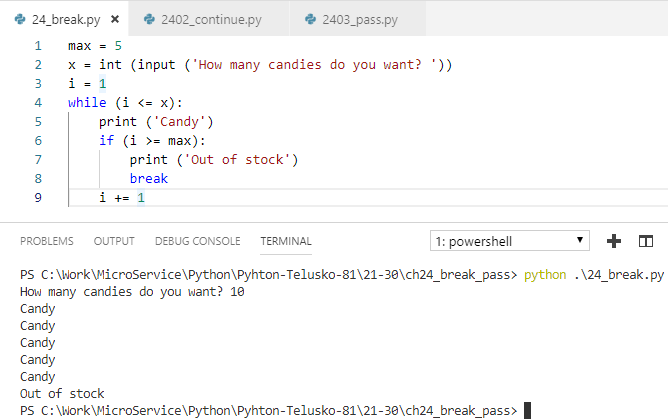 24_break.py 2402_continue.py 2403_pass.py
1 max = 5
2 x = int (input ('How many candies do you want? '))
3 i = 1
4 while (i <= x):
5 print ('Candy')
6 if (i >= max):
7 print ('Out of stock')
8 break
9 i += 1
PROBLEMS OUTPUT DEBUG CONSOLE TERMINAL 1: powershell
PS C:\Work\MicroService\Python\Pyhton-Telusko-81\21-30\ch24_break_pass> python .\24_break.py
How many candies do you want? 10
Candy
Candy
Candy
Candy
Candy
Out of stock
PS C:\Work\MicroService\Python\Pyhton-Telusko-81\21-30\ch24_break_pass>